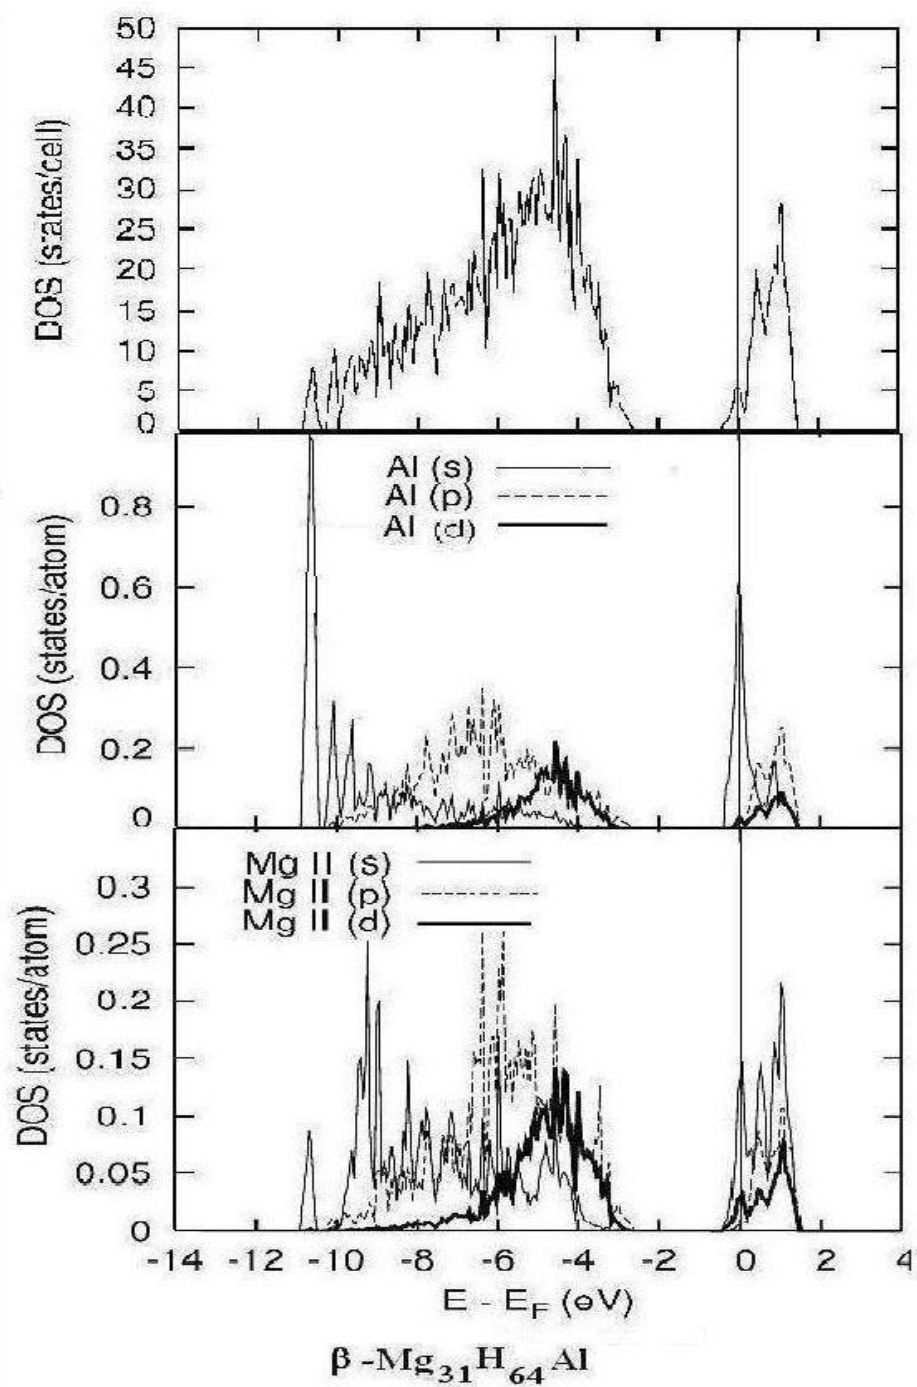 50
45
40
35
30
25
20
15
10
5
0
DOS (states/cell)
Al (s)
Al (p)
Al (d)
0.8
0.6
0.4
0.2
0
DOS (states/atom)
Mg II (s)
Mg II (p)
Mg II (d)
0.3
0.25
0.2
0.15
0.1
0.05
0
DOS (states/atom)
-14 -12 -10 -8 -6 -4 -2 0 2 4
E - E_F (eV)
β -Mg₃₁H₆₄Al